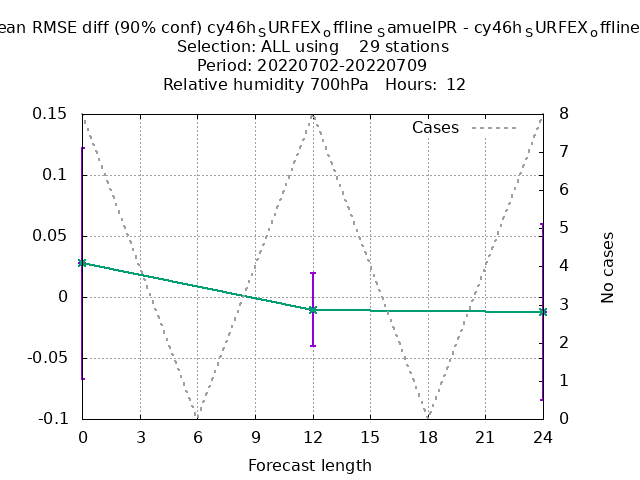 ean RMSE diff (90% conf) cy46h_SURFEX_offline_SamuelPR - cy46h_SURFEX_offline
Selection: ALL using 29 stations
Period: 20220702-20220709
Relative humidity 700hPa Hours: 12
Cases
0.15
0.1
0.05
0
-0.05
-0.1
8
7
6
5
4
3
2
1
0
No cases
0 3 6 9 12 15 18 21 24
Forecast length